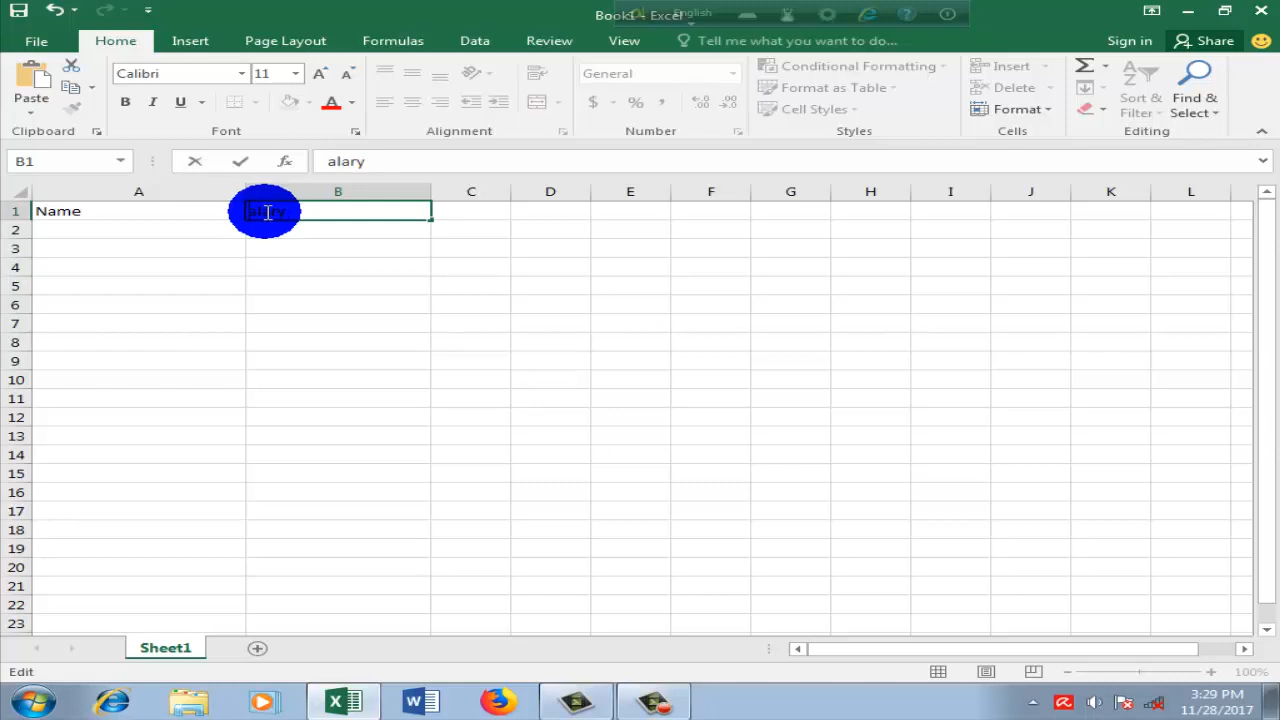 Book1 - Excel
English
File Home Insert Page Layout Formulas Data Review View Tell me what you want to do... Sign in Share
Calibri 11 General Conditional Formatting Insert Σ
Paste B I U $ % , Format as Table Delete Sort & Filter Find & Select
Cell Styles Format
Clipboard Font Alignment Number Styles Cells Editing
B1 fx alary
A B C D E F G H I J K L
1 Name alary
2
3
4
5
6
7
8
9
10
11
12
13
14
15
16
17
18
19
20
21
22
23
Sheet1
Edit 100%
3:29 PM
11/28/2017